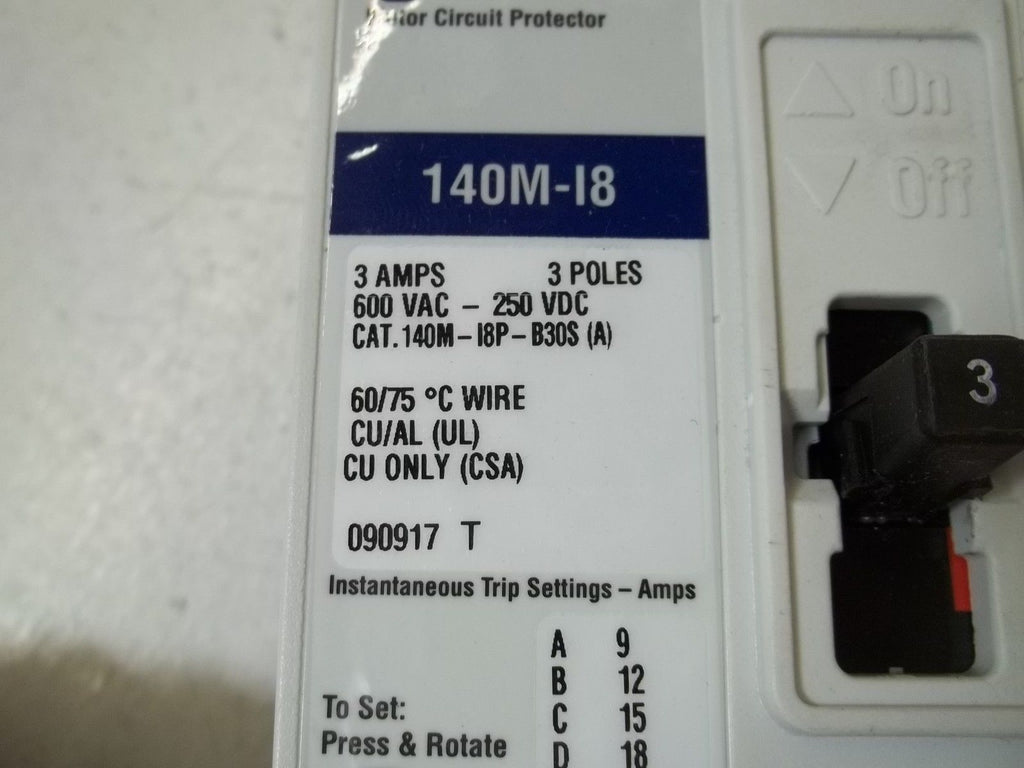 Circuit Protector
140M-I8
3 AMPS 3 POLES
600 VAC – 250 VDC
CAT.140M–I8P–B30S (A)
60/75 °C WIRE
CU/AL (UL)
CU ONLY (CSA)
090917 T
Instantaneous Trip Settings – Amps
A 9
B 12
C 15
D 18
To Set:
Press & Rotate
On
Off
3